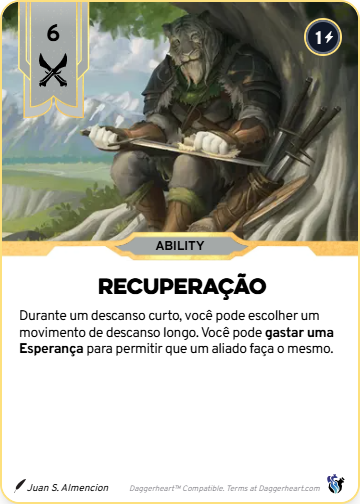 6
1
ABILITY
RECUPERAÇÃO
Durante um descanso curto, você pode escolher um
movimento de descanso longo. Você pode gastar uma
Esperança para permitir que um aliado faça o mesmo.
Juan S. Almencion
Daggerheart™ Compatible. Terms at Daggerheart.com